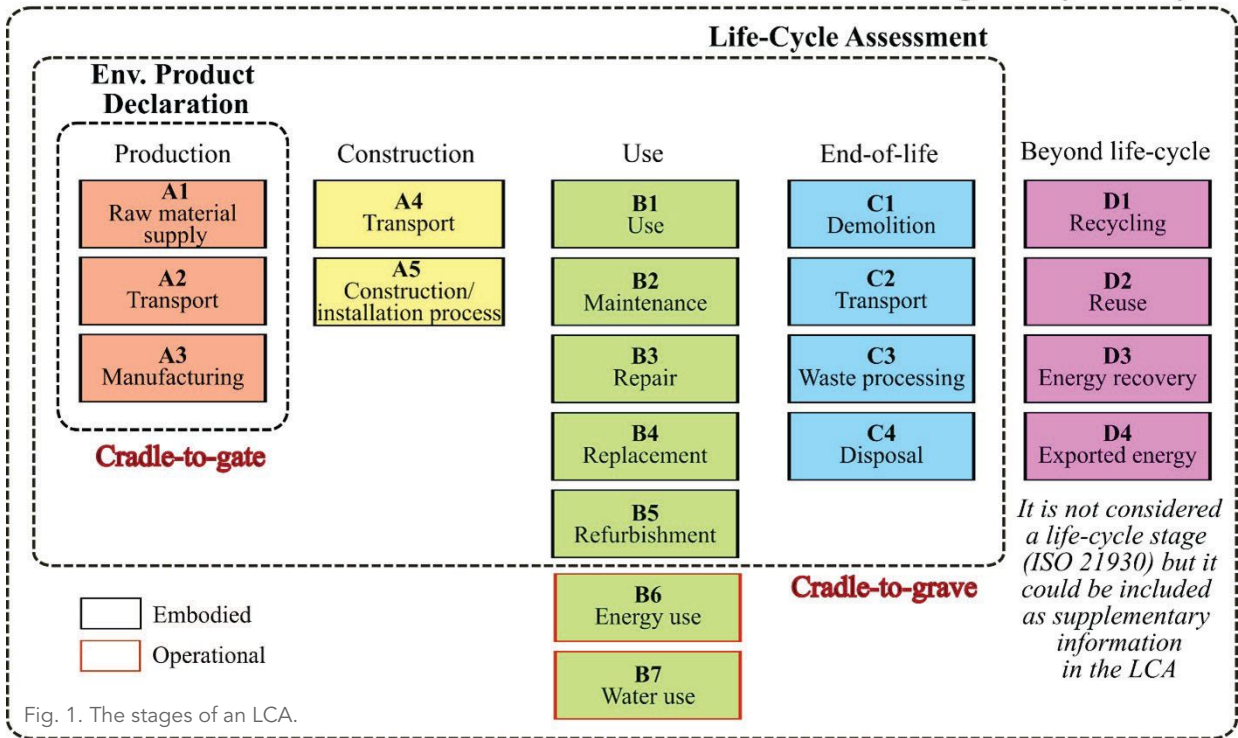 Life-Cycle Assessment
Env. Product
Declaration
Production
A1
Raw material
supply
A2
Transport
A3
Manufacturing
Cradle-to-gate
Construction
A4
Transport
A5
Construction/
installation process
Use
B1
Use
B2
Maintenance
B3
Repair
B4
Replacement
B5
Refurbishment
B6
Energy use
B7
Water use
End-of-life
C1
Demolition
C2
Transport
C3
Waste processing
C4
Disposal
Cradle-to-grave
Beyond life-cycle
D1
Recycling
D2
Reuse
D3
Energy recovery
D4
Exported energy
It is not considered
a life-cycle stage
(ISO 21930) but it
could be included
as supplementary
information
in the LCA
Embodied
Operational
Fig. 1. The stages of an LCA.